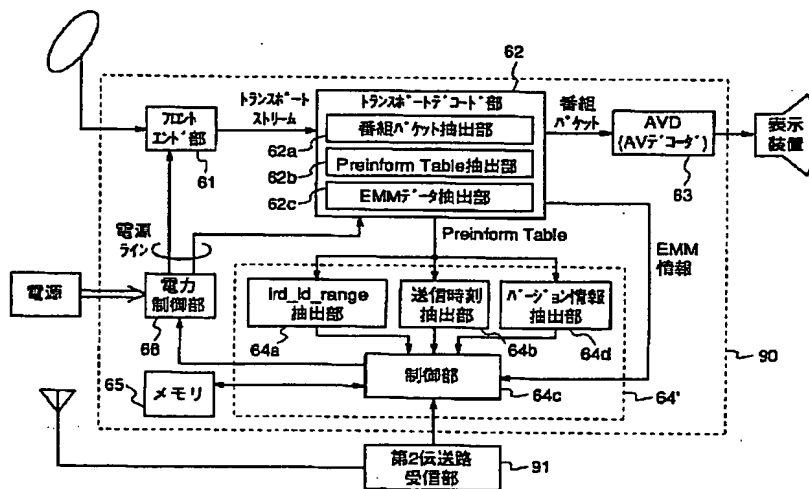 62
トランスポートデコード部
番組パケット抽出部
62a
Preinform Table抽出部
62b
EMMデータ抽出部
62c
フロント
エンド部
61
トランスポート
ストリーム
番組
パケット
AVD
(AVデコーダ)
63
表示
装置
電源
ライン
Preinform Table
EMM
情報
電源
電力
制御部
66
Ird_Id_range
抽出部
64a
送信時刻
抽出部
64b
バージョン情報
抽出部
64d
制御部
64c
65
メモリ
64'
90
第2伝送路
受信部
91